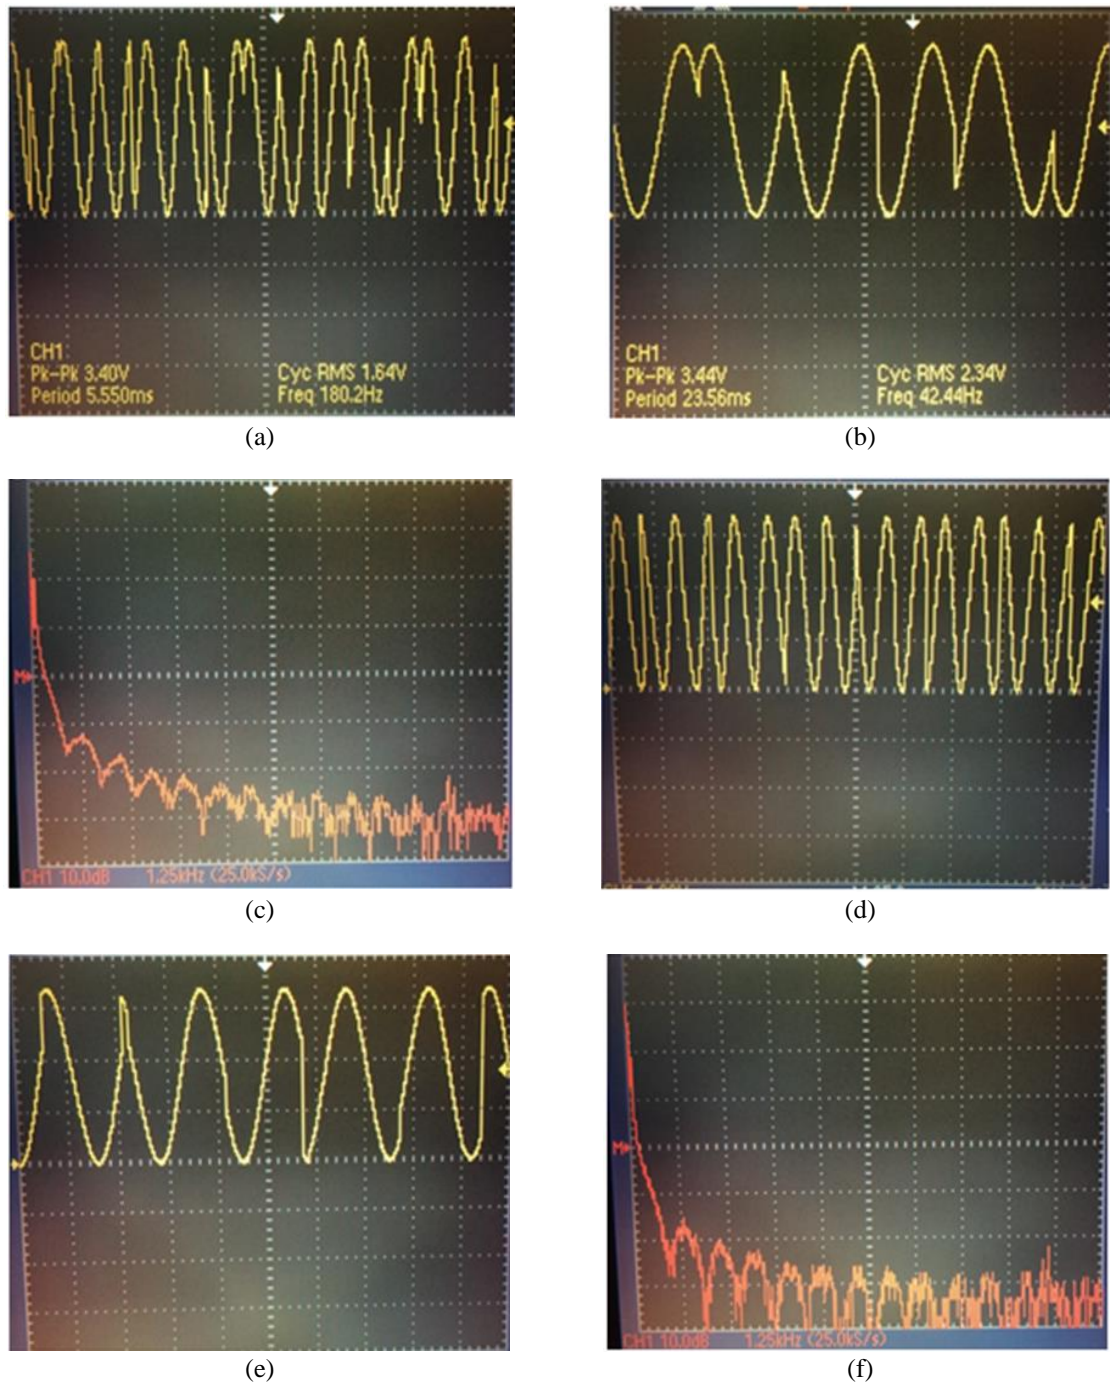 CH1
Pk-Pk 3.40V
Cyc RMS 1.64V
Period 5.550ms
Freq 180.2Hz
(a)
CH1
Pk-Pk 3.44V
Cyc RMS 2.34V
Period 23.56ms
Freq 42.44Hz
(b)
M
CH1 10.0dB 1.25kHz (25.0kS/s)
(c)
(d)
(e)
M
CH1 10.0dB 1.25kHz (25.0kS/s)
(f)